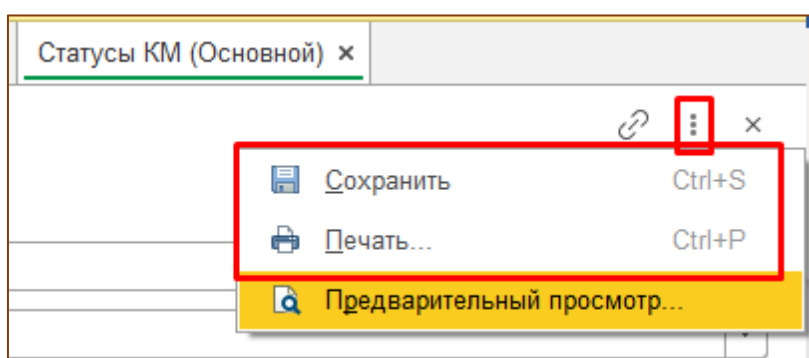 Статусы КМ (Основной) ×
Сохранить Ctrl+S
Печать... Ctrl+P
Предварительный просмотр...